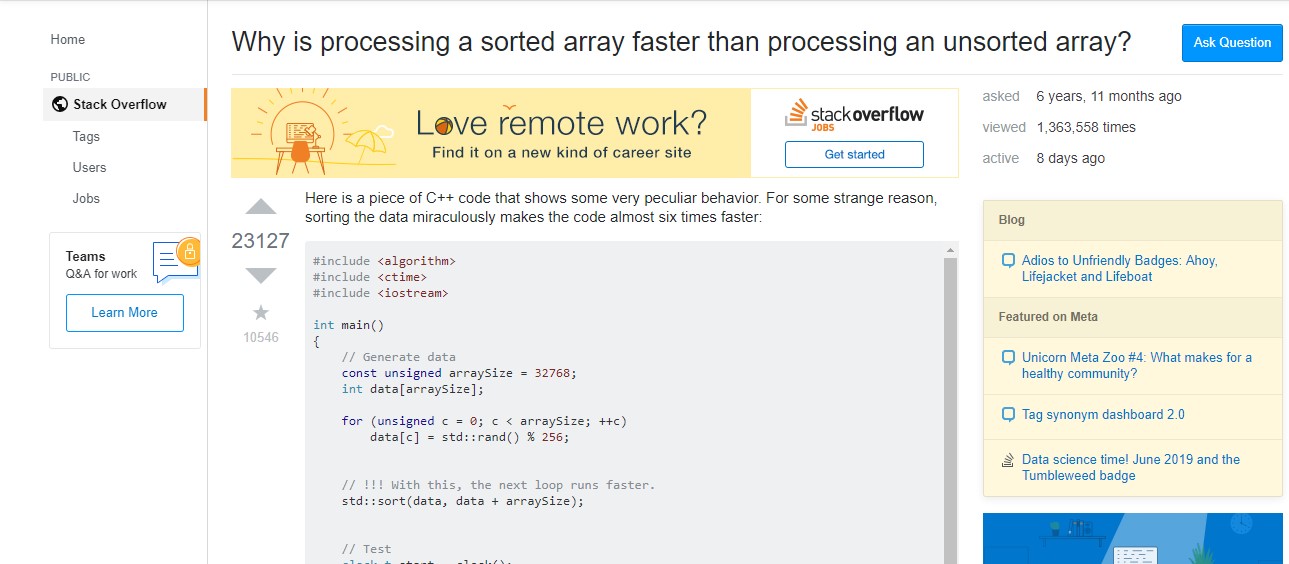 Home
PUBLIC
Stack Overflow
Tags
Users
Jobs
Teams
Q&A for work
Learn More
Why is processing a sorted array faster than processing an unsorted array?
Ask Question
Love remote work?
Find it on a new kind of career site
stackoverflow
JOBS
Get started
23127
10546
Here is a piece of C++ code that shows some very peculiar behavior. For some strange reason,
sorting the data miraculously makes the code almost six times faster:
#include <algorithm>
#include <ctime>
#include <iostream>
int main()
{
// Generate data
const unsigned arraySize = 32768;
int data[arraySize];
for (unsigned c = 0; c < arraySize; ++c)
data[c] = std::rand() % 256;
// !!! With this, the next loop runs faster.
std::sort(data, data + arraySize);
// Test
clock_t start = clock();
asked 6 years, 11 months ago
viewed 1,363,558 times
active 8 days ago
Blog
Adios to Unfriendly Badges: Ahoy,
Lifejacket and Lifeboat
Featured on Meta
Unicorn Meta Zoo #4: What makes for a
healthy community?
Tag synonym dashboard 2.0
Data science time! June 2019 and the
Tumbleweed badge